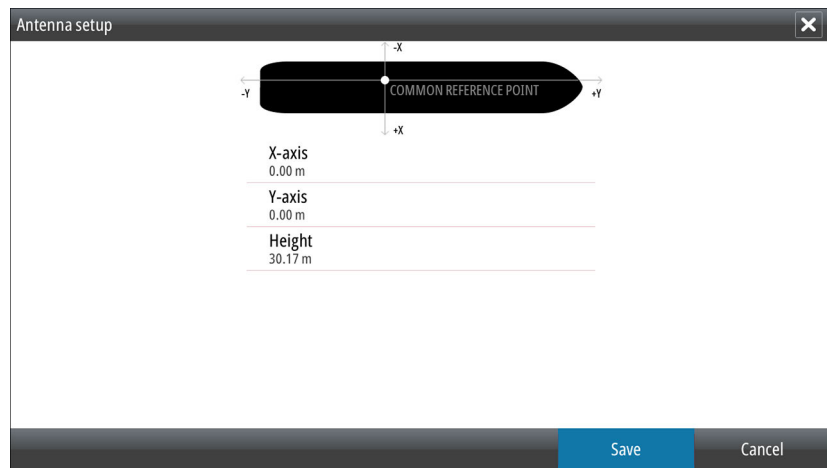 Antenna setup
-X
-Y
COMMON REFERENCE POINT
+Y
+X
X-axis
0.00 m
Y-axis
0.00 m
Height
30.17 m
Save
Cancel